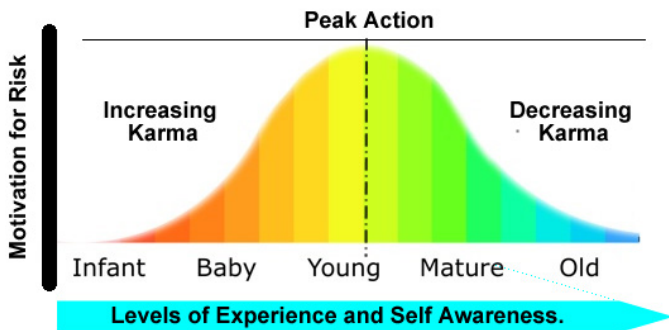 Peak Action
Motivation for Risk
Increasing
Karma
Decreasing
Karma
Infant Baby Young Mature Old
Levels of Experience and Self Awareness.